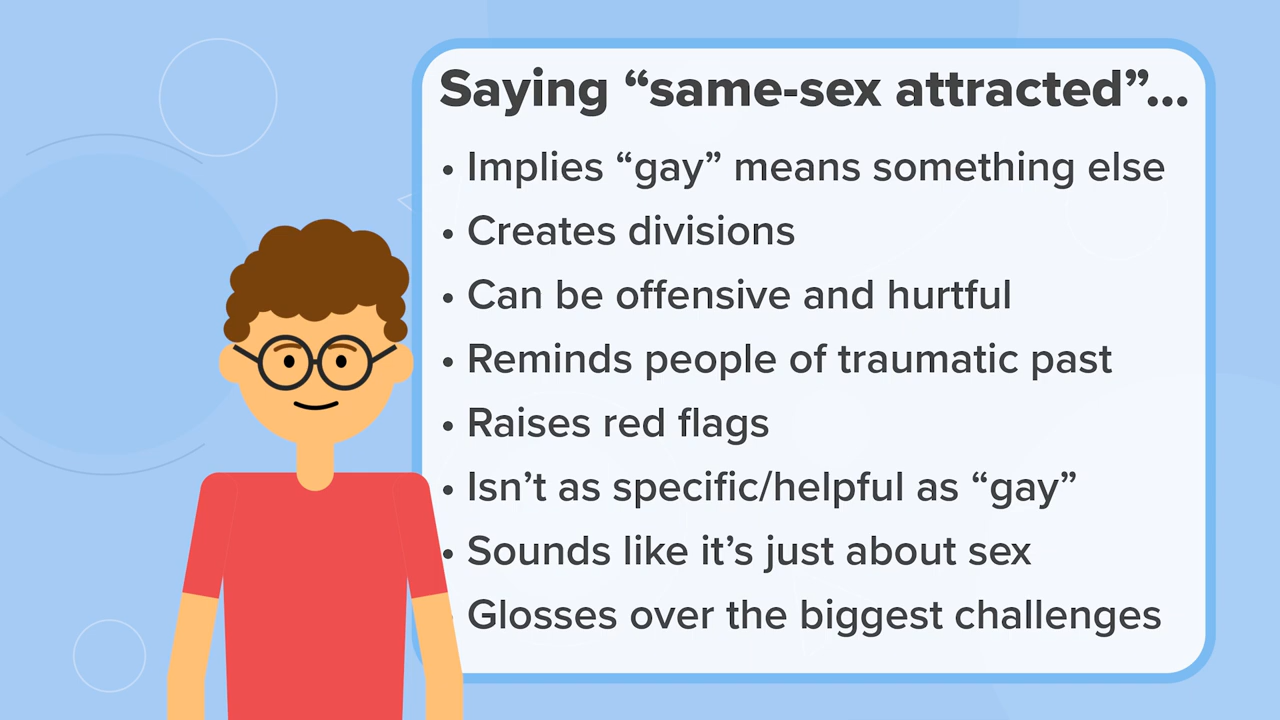 Saying “same-sex attracted”...
• Implies “gay” means something else
• Creates divisions
• Can be offensive and hurtful
• Reminds people of traumatic past
• Raises red flags
• Isn’t as specific/helpful as “gay”
• Sounds like it’s just about sex
• Glosses over the biggest challenges